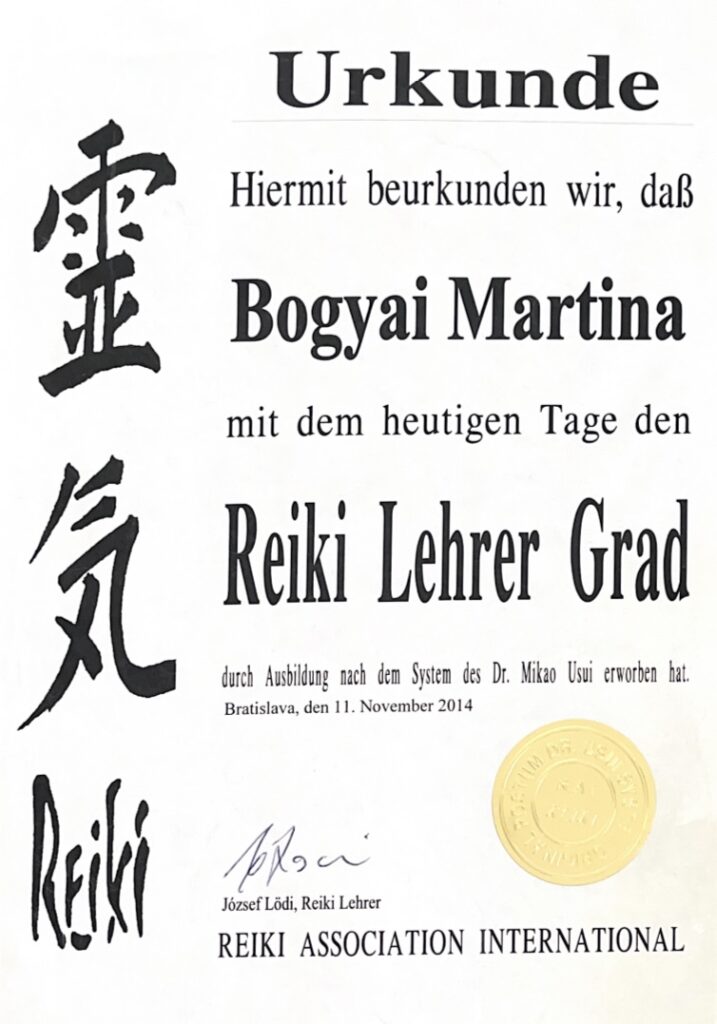 Urkunde
Hiermit beurkunden wir, daß
Bogyai Martina
mit dem heutigen Tage den
Reiki Lehrer Grad
durch Ausbildung nach dem System des Dr. Mikao Usui erworben hat.
Bratislava, den 11. November 2014
József Lödi, Reiki Lehrer
REIKI ASSOCIATION INTERNATIONAL
靈
気
Reiki